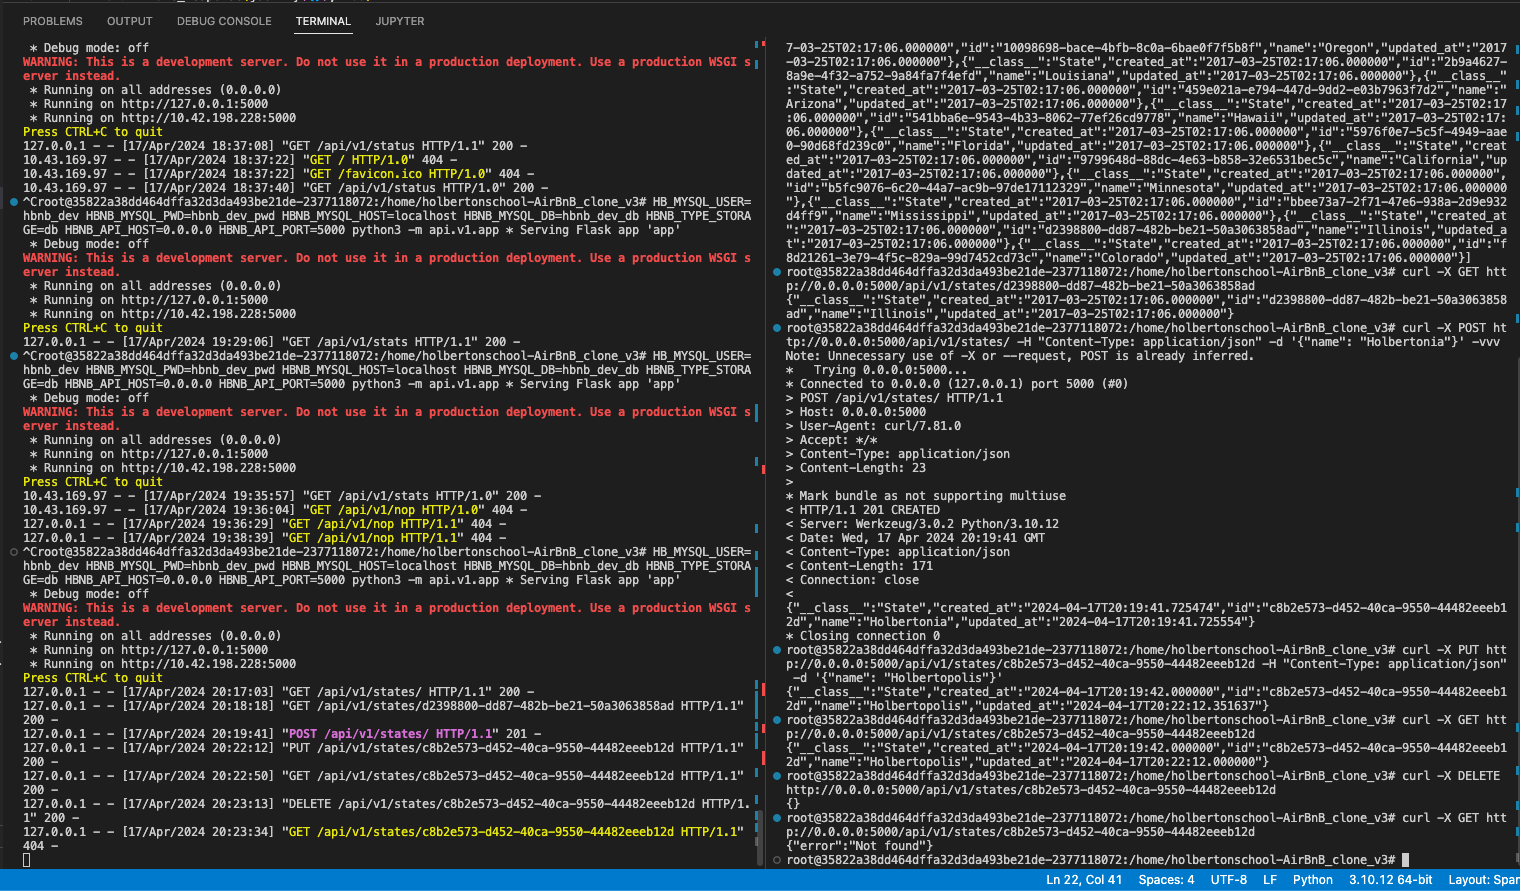 PROBLEMS OUTPUT DEBUG CONSOLE TERMINAL JUPYTER
 * Debug mode: off
WARNING: This is a development server. Do not use it in a production deployment. Use a production WSGI s
erver instead.
 * Running on all addresses (0.0.0.0)
 * Running on http://127.0.0.1:5000
 * Running on http://10.42.198.228:5000
Press CTRL+C to quit
127.0.0.1 - - [17/Apr/2024 18:37:08] "GET /api/v1/status HTTP/1.1" 200 -
10.43.169.97 - - [17/Apr/2024 18:37:22] "GET / HTTP/1.0" 404 -
10.43.169.97 - - [17/Apr/2024 18:37:22] "GET /favicon.ico HTTP/1.0" 404 -
10.43.169.97 - - [17/Apr/2024 18:37:40] "GET /api/v1/status HTTP/1.0" 200 -
^Croot@35822a38dd464dffa32d3da493be21de-2377118072:/home/holbertonschool-AirBnB_clone_v3# HB_MYSQL_USER=
hbnb_dev HBNB_MYSQL_PWD=hbnb_dev_pwd HBNB_MYSQL_HOST=localhost HBNB_MYSQL_DB=hbnb_dev_db HBNB_TYPE_STORA
GE=db HBNB_API_HOST=0.0.0.0 HBNB_API_PORT=5000 python3 -m api.v1.app * Serving Flask app 'app'
 * Debug mode: off
WARNING: This is a development server. Do not use it in a production deployment. Use a production WSGI s
erver instead.
 * Running on all addresses (0.0.0.0)
 * Running on http://127.0.0.1:5000
 * Running on http://10.42.198.228:5000
Press CTRL+C to quit
127.0.0.1 - - [17/Apr/2024 19:29:06] "GET /api/v1/stats HTTP/1.1" 200 -
^Croot@35822a38dd464dffa32d3da493be21de-2377118072:/home/holbertonschool-AirBnB_clone_v3# HB_MYSQL_USER=
hbnb_dev HBNB_MYSQL_PWD=hbnb_dev_pwd HBNB_MYSQL_HOST=localhost HBNB_MYSQL_DB=hbnb_dev_db HBNB_TYPE_STORA
GE=db HBNB_API_HOST=0.0.0.0 HBNB_API_PORT=5000 python3 -m api.v1.app * Serving Flask app 'app'
 * Debug mode: off
WARNING: This is a development server. Do not use it in a production deployment. Use a production WSGI s
erver instead.
 * Running on all addresses (0.0.0.0)
 * Running on http://127.0.0.1:5000
 * Running on http://10.42.198.228:5000
Press CTRL+C to quit
10.43.169.97 - - [17/Apr/2024 19:35:57] "GET /api/v1/stats HTTP/1.0" 200 -
10.43.169.97 - - [17/Apr/2024 19:36:04] "GET /api/v1/nop HTTP/1.0" 404 -
127.0.0.1 - - [17/Apr/2024 19:36:29] "GET /api/v1/nop HTTP/1.1" 404 -
127.0.0.1 - - [17/Apr/2024 19:38:39] "GET /api/v1/nop HTTP/1.1" 404 -
^Croot@35822a38dd464dffa32d3da493be21de-2377118072:/home/holbertonschool-AirBnB_clone_v3# HB_MYSQL_USER=
hbnb_dev HBNB_MYSQL_PWD=hbnb_dev_pwd HBNB_MYSQL_HOST=localhost HBNB_MYSQL_DB=hbnb_dev_db HBNB_TYPE_STORA
GE=db HBNB_API_HOST=0.0.0.0 HBNB_API_PORT=5000 python3 -m api.v1.app * Serving Flask app 'app'
 * Debug mode: off
WARNING: This is a development server. Do not use it in a production deployment. Use a production WSGI s
erver instead.
 * Running on all addresses (0.0.0.0)
 * Running on http://127.0.0.1:5000
 * Running on http://10.42.198.228:5000
Press CTRL+C to quit
127.0.0.1 - - [17/Apr/2024 20:17:03] "GET /api/v1/states/ HTTP/1.1" 200 -
127.0.0.1 - - [17/Apr/2024 20:18:18] "GET /api/v1/states/d2398800-dd87-482b-be21-50a3063858ad HTTP/1.1"
200 -
127.0.0.1 - - [17/Apr/2024 20:19:41] "POST /api/v1/states/ HTTP/1.1" 201 -
127.0.0.1 - - [17/Apr/2024 20:22:12] "PUT /api/v1/states/c8b2e573-d452-40ca-9550-44482eeeb12d HTTP/1.1"
200 -
127.0.0.1 - - [17/Apr/2024 20:22:50] "GET /api/v1/states/c8b2e573-d452-40ca-9550-44482eeeb12d HTTP/1.1"
200 -
127.0.0.1 - - [17/Apr/2024 20:23:13] "DELETE /api/v1/states/c8b2e573-d452-40ca-9550-44482eeeb12d HTTP/1.
1" 200 -
127.0.0.1 - - [17/Apr/2024 20:23:34] "GET /api/v1/states/c8b2e573-d452-40ca-9550-44482eeeb12d HTTP/1.1"
404 -
7-03-25T02:17:06.000000","id":"10098698-bace-4bfb-8c0a-6bae0f7f5b8f","name":"Oregon","updated_at":"2017
-03-25T02:17:06.000000"},{"__class__":"State","created_at":"2017-03-25T02:17:06.000000","id":"2b9a4627-
8a9e-4f32-a752-9a84fa7f4efd","name":"Louisiana","updated_at":"2017-03-25T02:17:06.000000"},{"__class__"
:"State","created_at":"2017-03-25T02:17:06.000000","id":"459e021a-e794-447d-9dd2-e03b7963f7d2","name":"
Arizona","updated_at":"2017-03-25T02:17:06.000000"},{"__class__":"State","created_at":"2017-03-25T02:17
:06.000000","id":"541bba6e-9543-4b33-8062-77ef26cd9778","name":"Hawaii","updated_at":"2017-03-25T02:17:
06.000000"},{"__class__":"State","created_at":"2017-03-25T02:17:06.000000","id":"5976f0e7-5c5f-4949-aae
0-90d68fd239c0","name":"Florida","updated_at":"2017-03-25T02:17:06.000000"},{"__class__":"State","creat
ed_at":"2017-03-25T02:17:06.000000","id":"9799648d-88dc-4e63-b858-32e6531bec5c","name":"California","up
dated_at":"2017-03-25T02:17:06.000000"},{"__class__":"State","created_at":"2017-03-25T02:17:06.000000",
"id":"b5fc9076-6c20-44a7-ac9b-97de17112329","name":"Minnesota","updated_at":"2017-03-25T02:17:06.000000
"},{"__class__":"State","created_at":"2017-03-25T02:17:06.000000","id":"bbee73a7-2f71-47e6-938a-2d9e932
d4ff9","name":"Mississippi","updated_at":"2017-03-25T02:17:06.000000"},{"__class__":"State","created_at
":"2017-03-25T02:17:06.000000","id":"d2398800-dd87-482b-be21-50a3063858ad","name":"Illinois","updated_a
t":"2017-03-25T02:17:06.000000"},{"__class__":"State","created_at":"2017-03-25T02:17:06.000000","id":"f
8d21261-3e79-4f5c-829a-99d7452cd73c","name":"Colorado","updated_at":"2017-03-25T02:17:06.000000"}]
root@35822a38dd464dffa32d3da493be21de-2377118072:/home/holbertonschool-AirBnB_clone_v3# curl -X GET htt
p://0.0.0.0:5000/api/v1/states/d2398800-dd87-482b-be21-50a3063858ad
{"__class__":"State","created_at":"2017-03-25T02:17:06.000000","id":"d2398800-dd87-482b-be21-50a3063858
ad","name":"Illinois","updated_at":"2017-03-25T02:17:06.000000"}
root@35822a38dd464dffa32d3da493be21de-2377118072:/home/holbertonschool-AirBnB_clone_v3# curl -X POST ht
tp://0.0.0.0:5000/api/v1/states/ -H "Content-Type: application/json" -d '{"name": "Holbertonia"}' -vvv
Note: Unnecessary use of -X or --request, POST is already inferred.
*   Trying 0.0.0.0:5000...
* Connected to 0.0.0.0 (127.0.0.1) port 5000 (#0)
> POST /api/v1/states/ HTTP/1.1
> Host: 0.0.0.0:5000
> User-Agent: curl/7.81.0
> Accept: */*
> Content-Type: application/json
> Content-Length: 23
>
* Mark bundle as not supporting multiuse
< HTTP/1.1 201 CREATED
< Server: Werkzeug/3.0.2 Python/3.10.12
< Date: Wed, 17 Apr 2024 20:19:41 GMT
< Content-Type: application/json
< Content-Length: 171
< Connection: close
<
{"__class__":"State","created_at":"2024-04-17T20:19:41.725474","id":"c8b2e573-d452-40ca-9550-44482eeeb1
2d","name":"Holbertonia","updated_at":"2024-04-17T20:19:41.725554"}
* Closing connection 0
root@35822a38dd464dffa32d3da493be21de-2377118072:/home/holbertonschool-AirBnB_clone_v3# curl -X PUT htt
p://0.0.0.0:5000/api/v1/states/c8b2e573-d452-40ca-9550-44482eeeb12d -H "Content-Type: application/json"
 -d '{"name": "Holbertopolis"}'
{"__class__":"State","created_at":"2024-04-17T20:19:42.000000","id":"c8b2e573-d452-40ca-9550-44482eeeb1
2d","name":"Holbertopolis","updated_at":"2024-04-17T20:22:12.351637"}
root@35822a38dd464dffa32d3da493be21de-2377118072:/home/holbertonschool-AirBnB_clone_v3# curl -X GET htt
p://0.0.0.0:5000/api/v1/states/c8b2e573-d452-40ca-9550-44482eeeb12d
{"__class__":"State","created_at":"2024-04-17T20:19:42.000000","id":"c8b2e573-d452-40ca-9550-44482eeeb1
2d","name":"Holbertopolis","updated_at":"2024-04-17T20:22:12.000000"}
root@35822a38dd464dffa32d3da493be21de-2377118072:/home/holbertonschool-AirBnB_clone_v3# curl -X DELETE
http://0.0.0.0:5000/api/v1/states/c8b2e573-d452-40ca-9550-44482eeeb12d
{}
root@35822a38dd464dffa32d3da493be21de-2377118072:/home/holbertonschool-AirBnB_clone_v3# curl -X GET htt
p://0.0.0.0:5000/api/v1/states/c8b2e573-d452-40ca-9550-44482eeeb12d
{"error":"Not found"}
root@35822a38dd464dffa32d3da493be21de-2377118072:/home/holbertonschool-AirBnB_clone_v3#
Ln 22, Col 41 Spaces: 4 UTF-8 LF Python 3.10.12 64-bit Layout: Span